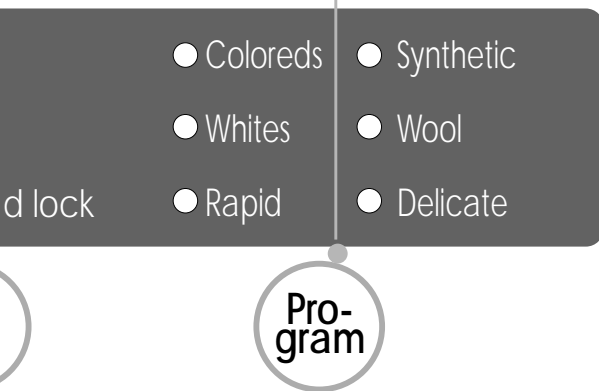 Coloreds Synthetic
Whites Wool
d lock Rapid Delicate
Pro-
gram